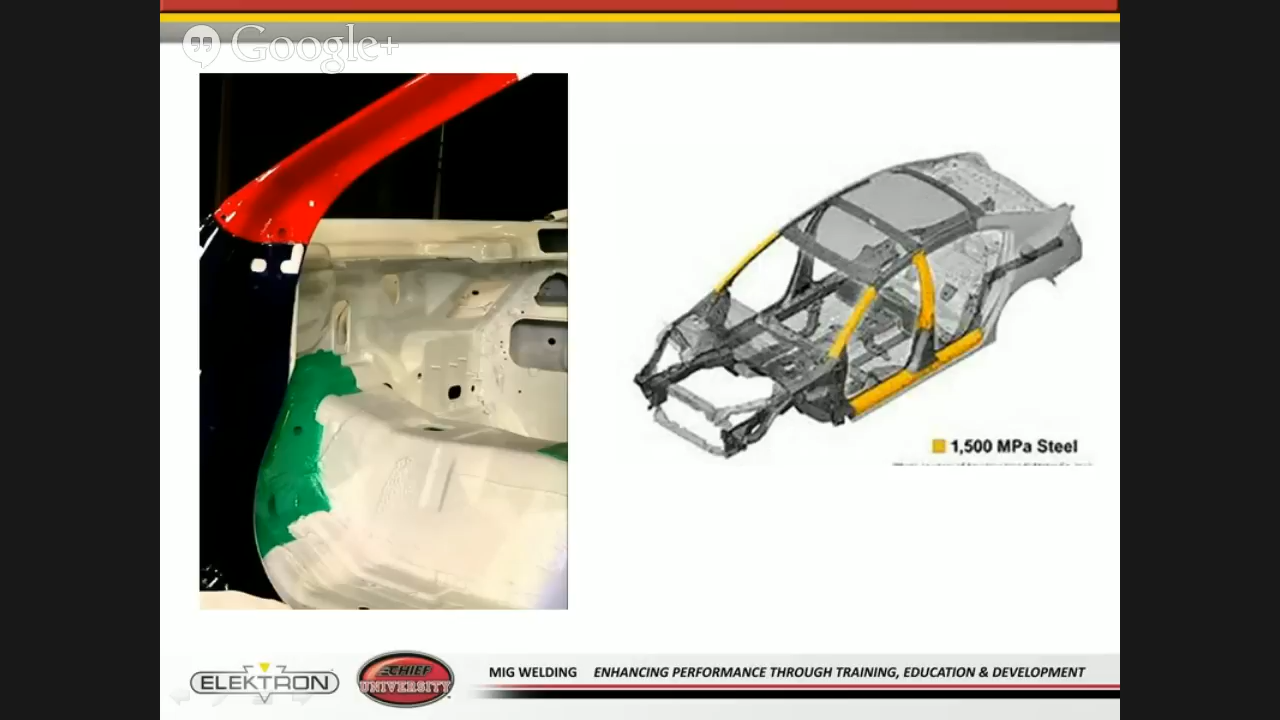 Google+
1,500 MPa Steel
ELEKTRON
CHIEF
UNIVERSITY
MIG WELDING ENHANCING PERFORMANCE THROUGH TRAINING, EDUCATION & DEVELOPMENT